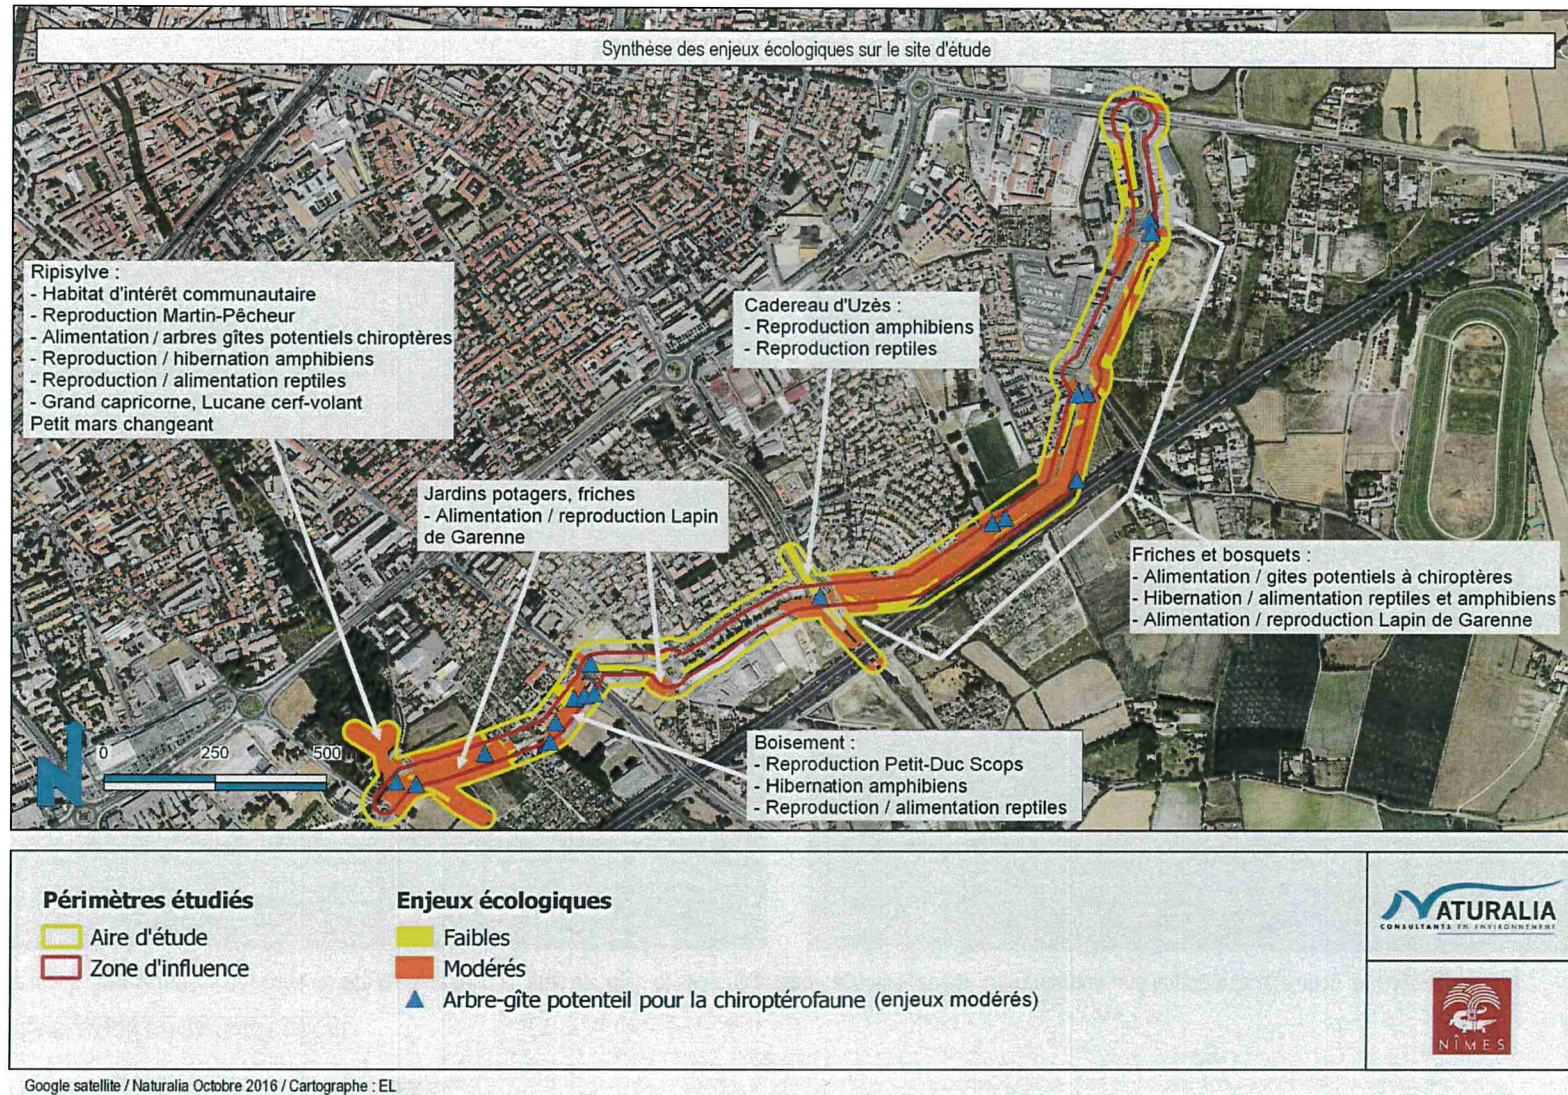 Synthèse des enjeux écologiques sur le site d'étude
Ripisylve :
- Habitat d'intérêt communautaire
- Reproduction Martin-Pêcheur
- Alimentation / arbres gîtes potentiels chiroptères
- Reproduction / hibernation amphibiens
- Reproduction / alimentation reptiles
- Grand capricorne, Lucane cerf-volant
Petit mars changeant
Cadereau d'Uzès :
- Reproduction amphibiens
- Reproduction reptiles
Jardins potagers, friches
- Alimentation / reproduction Lapin
de Garenne
Friches et bosquets :
- Alimentation / gites potentiels à chiroptères
- Hibernation / alimentation reptiles et amphibiens
- Alimentation / reproduction Lapin de Garenne
Boisement :
- Reproduction Petit-Duc Scops
- Hibernation amphibiens
- Reproduction / alimentation reptiles
N
0 250 500
Périmètres étudiés
Aire d'étude
Zone d'influence
Enjeux écologiques
Faibles
Modérés
Arbre-gîte potenteil pour la chiroptérofaune (enjeux modérés)
NATURALIA
CONSULTANTS EN ENVIRONNEMENT
NÎMES
Google satellite / Naturalia Octobre 2016 / Cartographe : EL